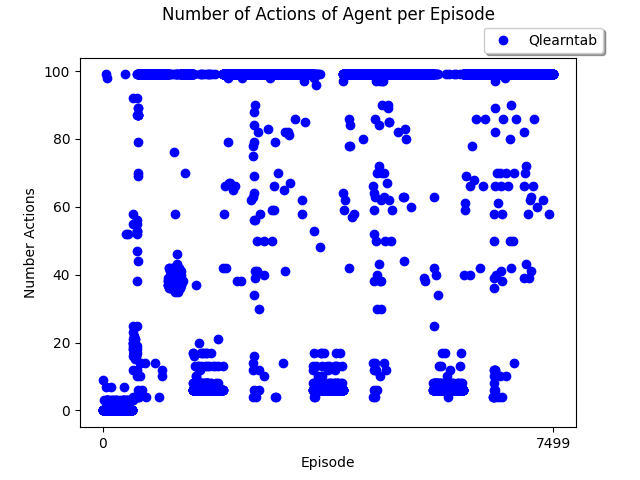 Number of Actions of Agent per Episode
Qlearntab
100
80
60
40
20
0
Number Actions
0
7499
Episode